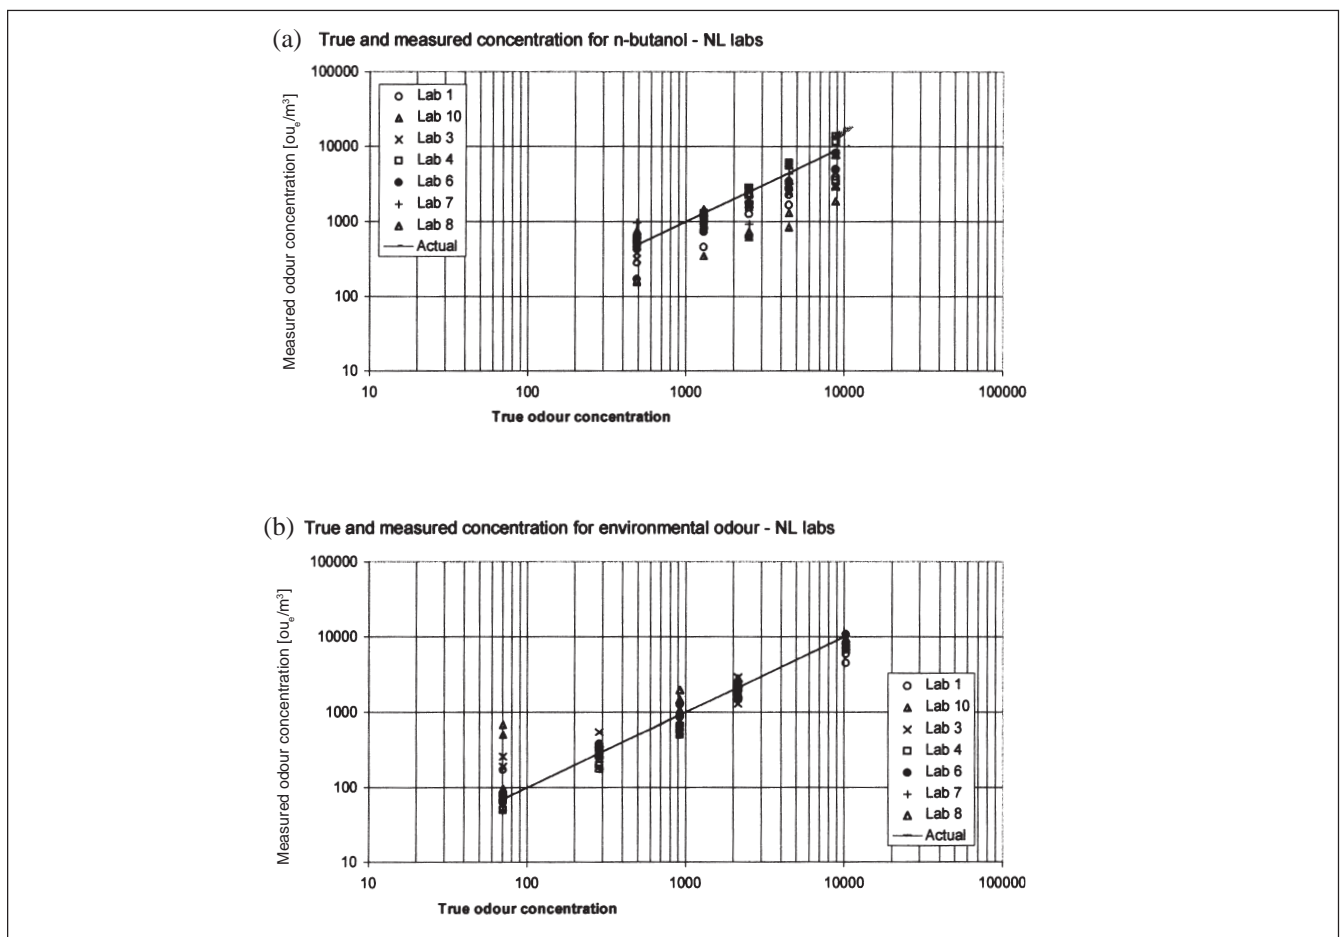 (a) True and measured concentration for n-butanol - NL labs
Measured odour concentration [ou_e/m³]
100000
10000
1000
100
10
Lab 1
Lab 10
Lab 3
Lab 4
Lab 6
Lab 7
Lab 8
Actual
10 100 1000 10000 100000
True odour concentration
(b) True and measured concentration for environmental odour - NL labs
Measured odour concentration [ou_e/m³]
100000
10000
1000
100
10
Lab 1
Lab 10
Lab 3
Lab 4
Lab 6
Lab 7
Lab 8
Actual
10 100 1000 10000 100000
True odour concentration